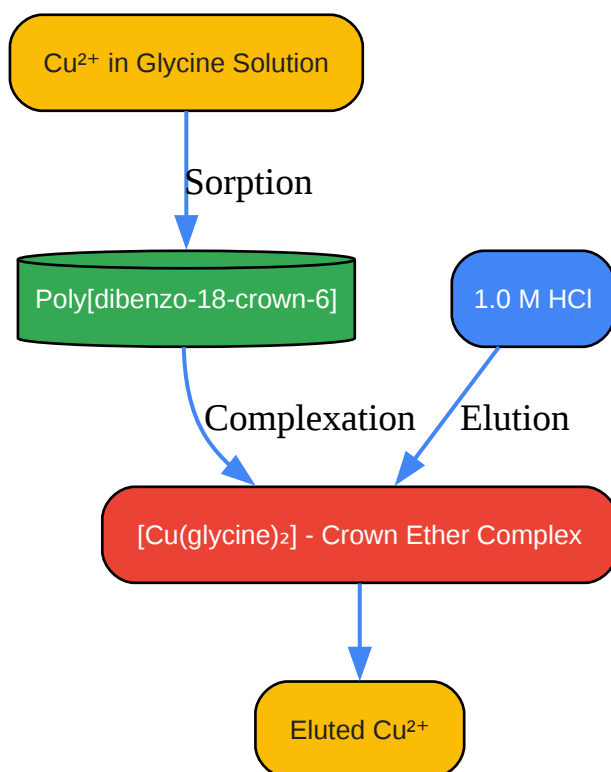 Cu²⁺ in Glycine Solution
Sorption
Poly[dibenzo-18-crown-6]
1.0 M HCl
Complexation
Elution
[Cu(glycine)₂] - Crown Ether Complex
Eluted Cu²⁺